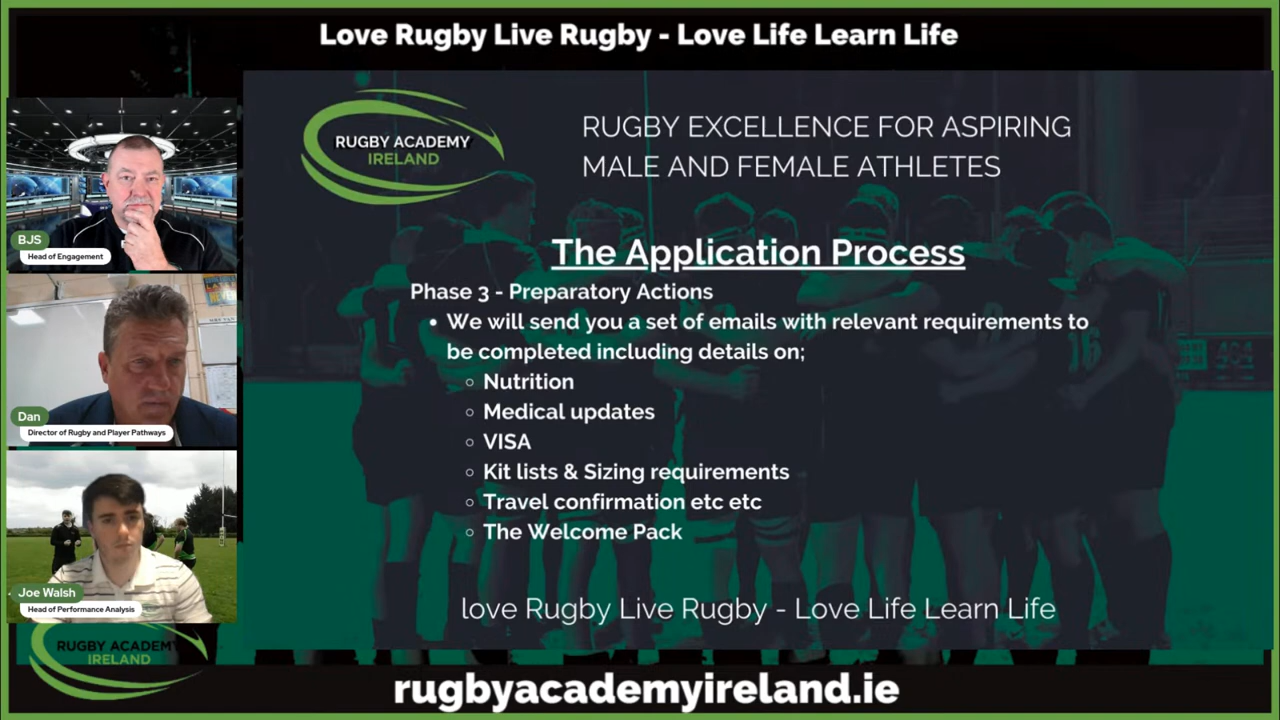 Love Rugby Live Rugby - Love Life Learn Life
RUGBY ACADEMY
IRELAND
RUGBY EXCELLENCE FOR ASPIRING
MALE AND FEMALE ATHLETES
The Application Process
Phase 3 - Preparatory Actions
• We will send you a set of emails with relevant requirements to
be completed including details on;
Nutrition
Medical updates
VISA
Kit lists & Sizing requirements
Travel confirmation etc etc
The Welcome Pack
love Rugby Live Rugby - Love Life Learn Life
BJS
Head of Engagement
Dan
Director of Rugby and Player Pathways
Joe Walsh
Head of Performance Analysis
RUGBY ACADEMY
IRELAND
rugbyacademyireland.ie